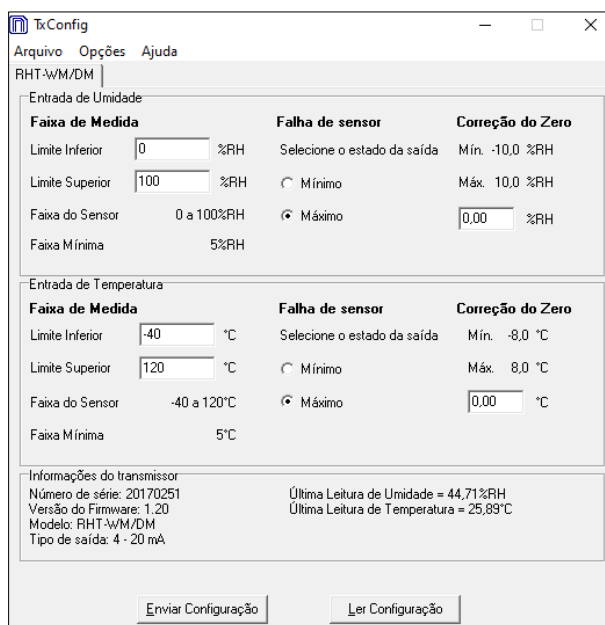 TxConfig
Arquivo Opções Ajuda
RHT-WM/DM
Entrada de Umidade
Faixa de Medida Falha de sensor Correção do Zero
Limite Inferior 0 %RH Selecione o estado da saída Mín. -10,0 %RH
Limite Superior 100 %RH Mínimo Máx. 10,0 %RH
Faixa do Sensor 0 a 100%RH Máximo 0,00 %RH
Faixa Mínima 5%RH
Entrada de Temperatura
Faixa de Medida Falha de sensor Correção do Zero
Limite Inferior -40 °C Selecione o estado da saída Mín. -8,0 °C
Limite Superior 120 °C Mínimo Máx. 8,0 °C
Faixa do Sensor -40 a 120°C Máximo 0,00 °C
Faixa Mínima 5°C
Informações do transmissor
Número de série: 20170251 Última Leitura de Umidade = 44,71%RH
Versão do Firmware: 1.20 Última Leitura de Temperatura = 25,89°C
Modelo: RHT-WM/DM
Tipo de saída: 4 - 20 mA
Enviar Configuração Ler Configuração